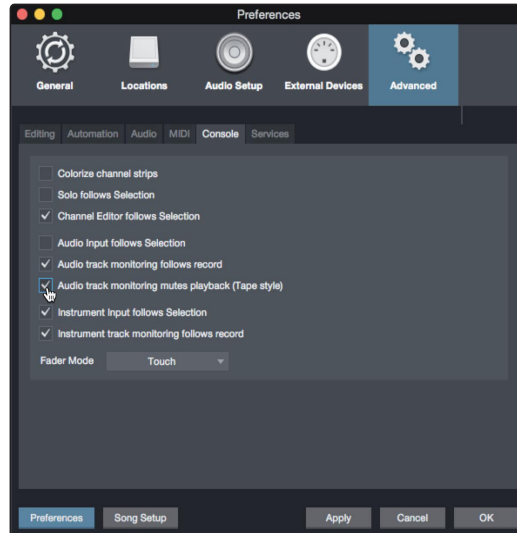 Preferences
General Locations Audio Setup External Devices Advanced
Editing Automation Audio MIDI Console Services
Colorize channel strips
Solo follows Selection
Channel Editor follows Selection
Audio Input follows Selection
Audio track monitoring follows record
Audio track monitoring mutes playback (Tape style)
Instrument Input follows Selection
Instrument track monitoring follows record
Fader Mode Touch
Preferences Song Setup Apply Cancel OK